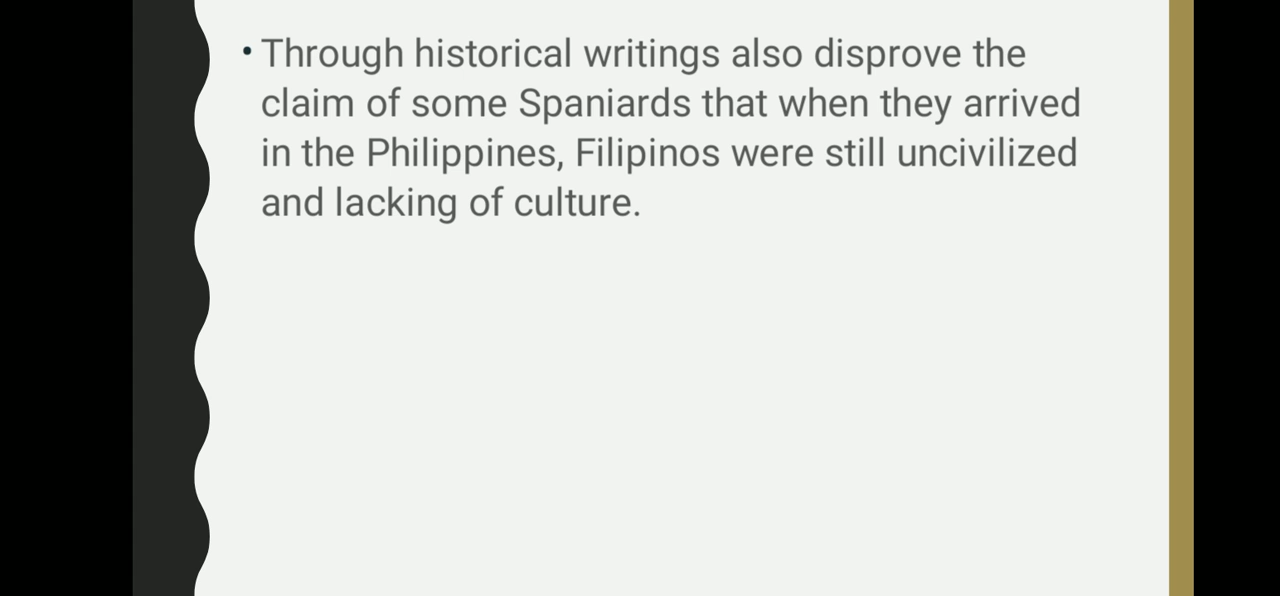 • Through historical writings also disprove the
claim of some Spaniards that when they arrived
in the Philippines, Filipinos were still uncivilized
and lacking of culture.